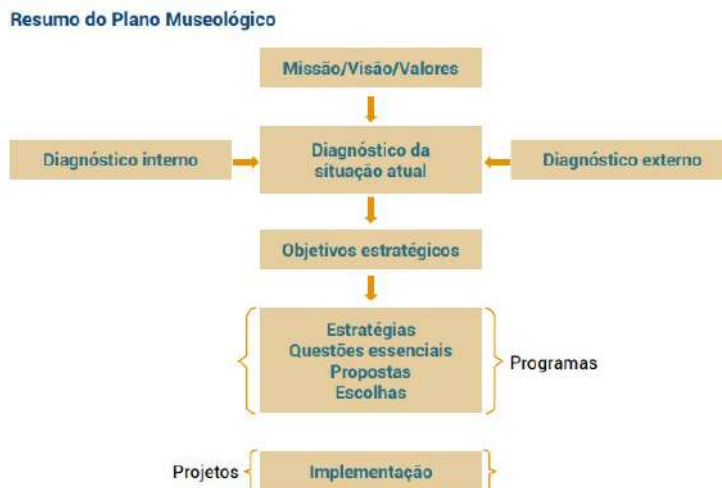 Resumo do Plano Museológico
Missão/Visão/Valores
Diagnóstico interno
Diagnóstico da
situação atual
Diagnóstico externo
Objetivos estratégicos
Estratégias
Questões essenciais
Propostas
Escolhas
Programas
Projetos
Implementação